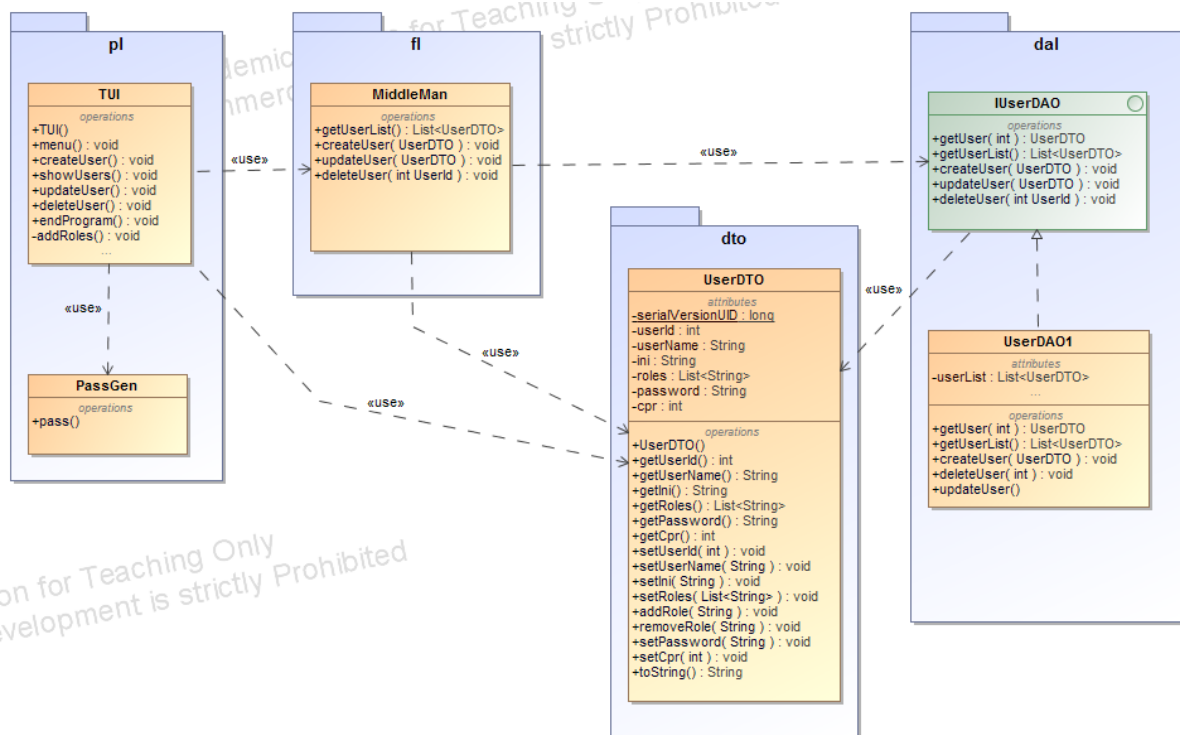 pl
TUI
operations
+TUI()
+menu() : void
+createUser() : void
+showUsers() : void
+updateUser() : void
+deleteUser() : void
+endProgram() : void
-addRoles() : void
...
«use»
PassGen
operations
+pass()
fl
MiddleMan
operations
+getUserList() : List<UserDTO>
+createUser( UserDTO ) : void
+updateUser( UserDTO ) : void
+deleteUser( int UserId ) : void
«use»
«use»
«use»
dto
UserDTO
attributes
-serialVersionUID : long
-userId : int
-userName : String
-ini : String
-roles : List<String>
-password : String
-cpr : int
operations
+UserDTO()
+getUserId() : int
+getUserName() : String
+getIni() : String
+getRoles() : List<String>
+getPassword() : String
+getCpr() : int
+setUserId( int ) : void
+setUserName( String ) : void
+setIni( String ) : void
+setRoles( List<String> ) : void
+addRole( String ) : void
+removeRole( String ) : void
+setPassword( String ) : void
+setCpr( int ) : void
+toString() : String
«use»
dal
IUserDAO
operations
+getUser( int ) : UserDTO
+getUserList() : List<UserDTO>
+createUser( UserDTO ) : void
+updateUser( UserDTO ) : void
+deleteUser( int UserId ) : void
UserDAO1
attributes
-userList : List<UserDTO>
...
operations
+getUser( int ) : UserDTO
+getUserList() : List<UserDTO>
+createUser( UserDTO ) : void
+deleteUser( int ) : void
+updateUser()
for Teaching
strictly Prohibited
on for Teaching Only
evelopment is strictly Prohibited